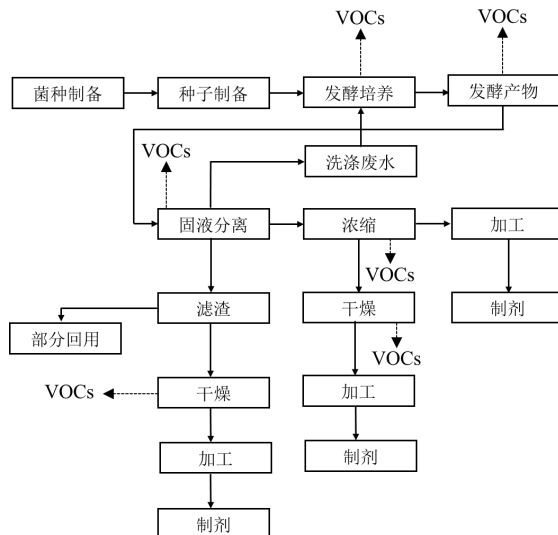 VOCs
VOCs
菌种制备
种子制备
发酵培养
发酵产物
VOCs
洗涤废水
固液分离
浓缩
加工
VOCs
滤渣
干燥
制剂
部分回用
VOCs
VOCs
干燥
加工
加工
制剂
制剂